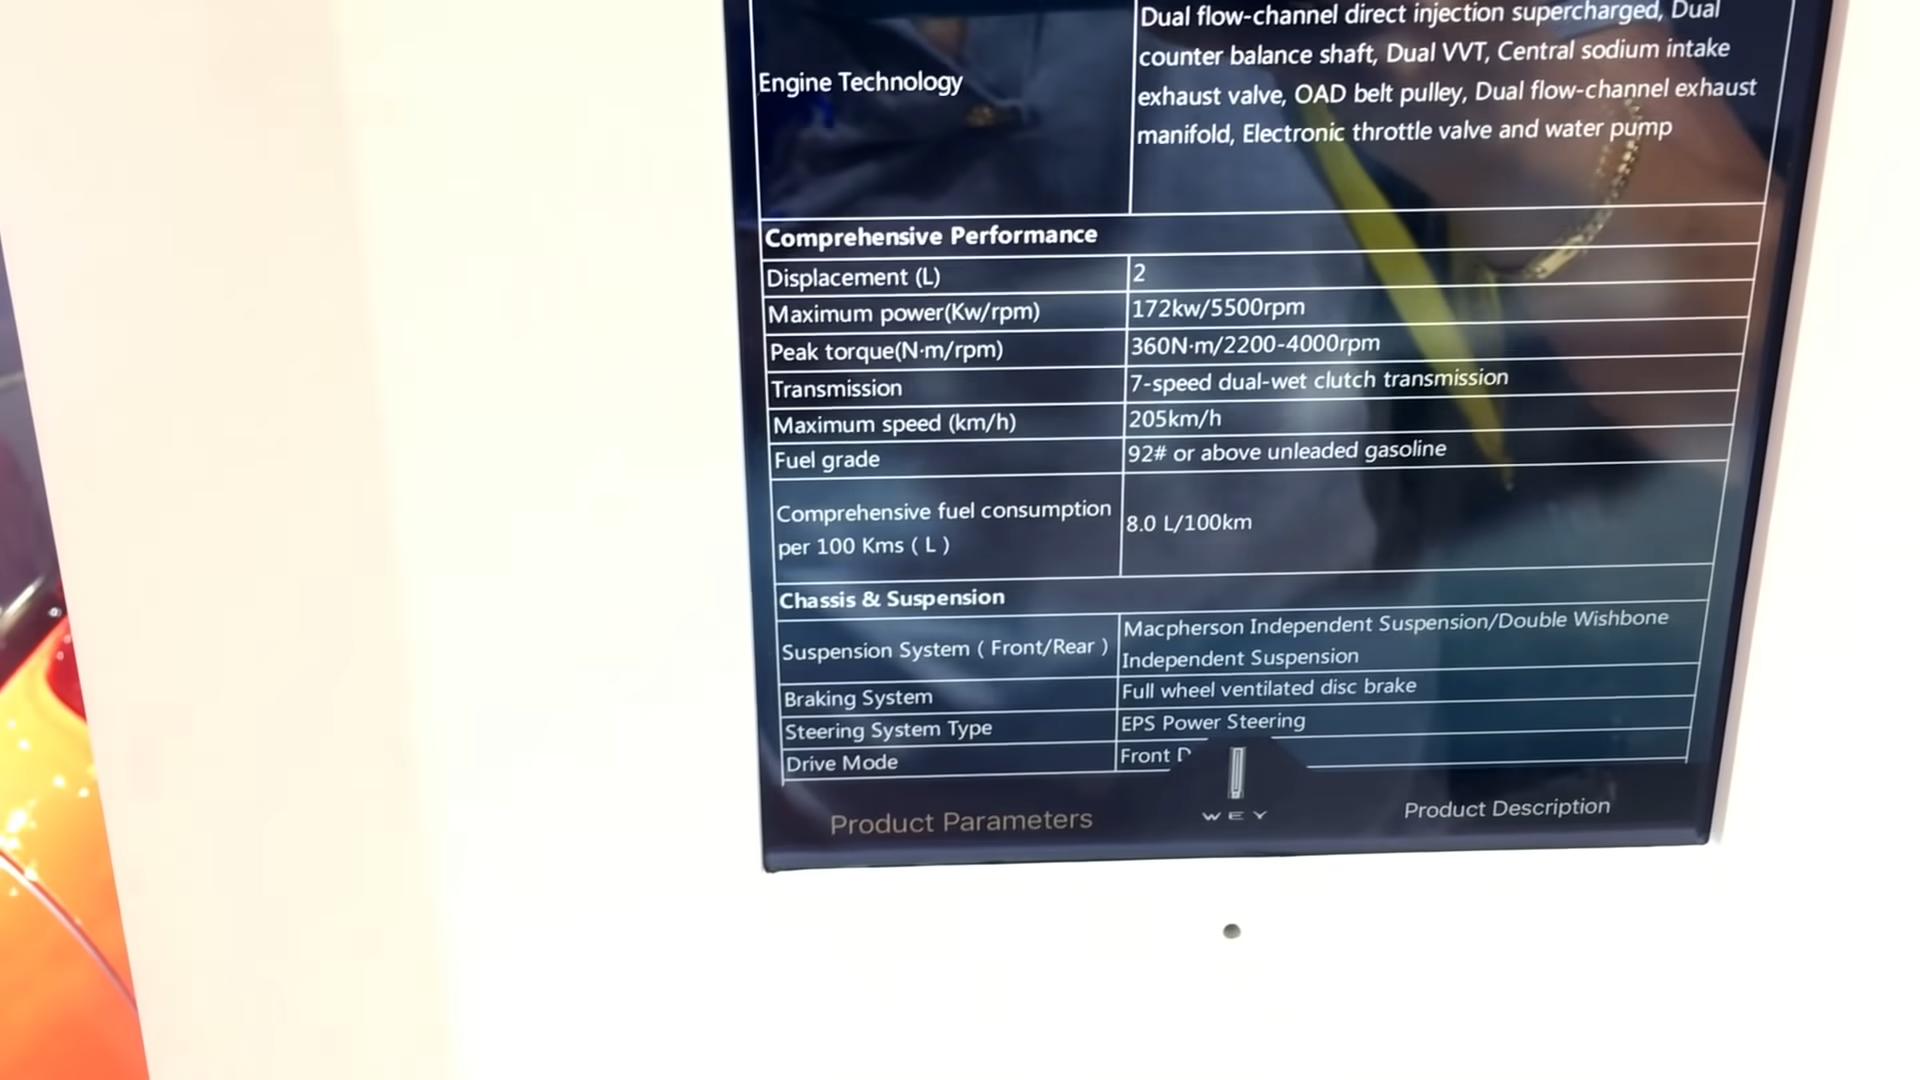 Dual flow-channel direct injection supercharged, Dual
counter balance shaft, Dual VVT, Central sodium intake
Engine Technology
exhaust valve, OAD belt pulley, Dual flow-channel exhaust
manifold, Electronic throttle valve and water pump
Comprehensive Performance
Displacement (L) 2
Maximum power(Kw/rpm) 172kw/5500rpm
Peak torque(N·m/rpm) 360N·m/2200-4000rpm
Transmission 7-speed dual-wet clutch transmission
Maximum speed (km/h) 205km/h
Fuel grade 92# or above unleaded gasoline
Comprehensive fuel consumption
per 100 Kms ( L ) 8.0 L/100km
Chassis & Suspension
Suspension System ( Front/Rear ) Macpherson Independent Suspension/Double Wishbone
Independent Suspension
Braking System Full wheel ventilated disc brake
Steering System Type EPS Power Steering
Drive Mode Front
Product Parameters WEY Product Description